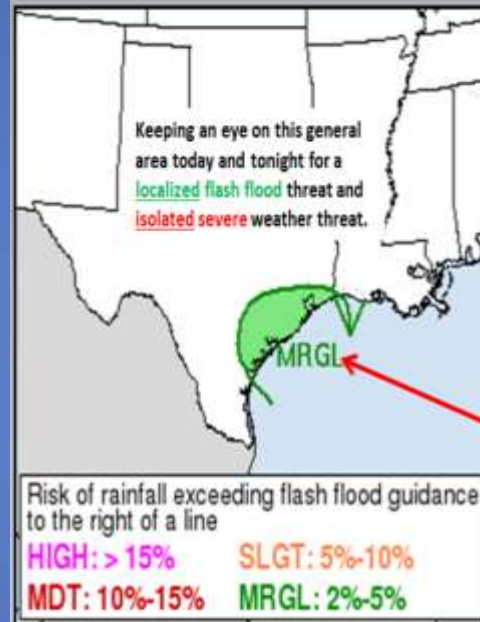 Keeping an eye on this general
area today and tonight for a
localized flash flood threat and
isolated severe weather threat.
MRGL
Risk of rainfall exceeding flash flood guidance
to the right of a line
HIGH: > 15% SLGT: 5%-10%
MDT: 10%-15% MRGL: 2%-5%